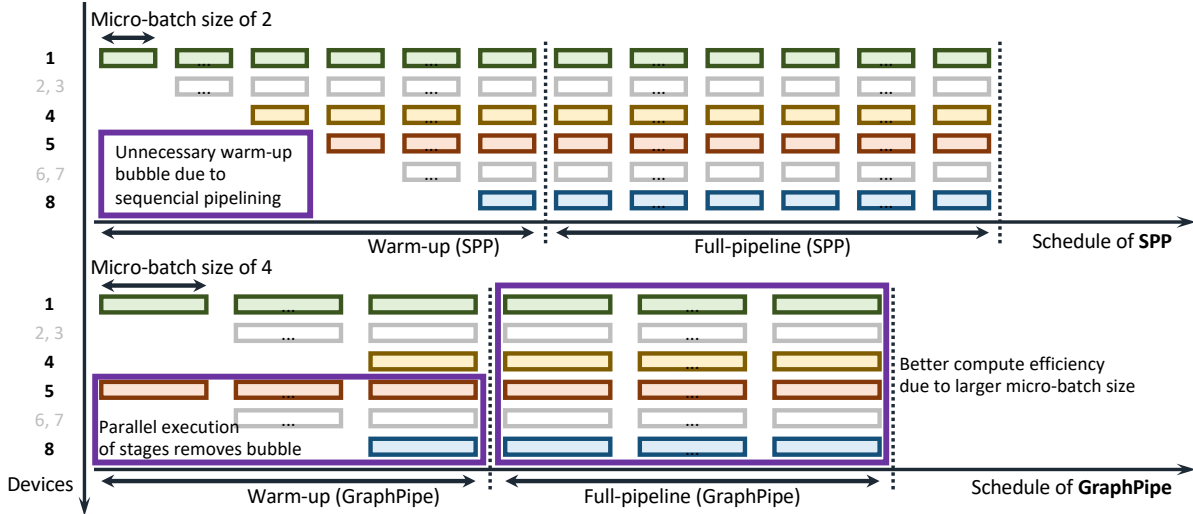 Micro-batch size of 2
1 ... ...
2, 3 ... ... ...
4 ... ... ...
5 ... ... ...
6, 7 ... ... ...
8 ... ...
Unnecessary warm-up
bubble due to
sequencial pipelining
Warm-up (SPP) Full-pipeline (SPP) Schedule of SPP
Micro-batch size of 4
1 ... ...
2, 3 ... ...
4 ...
5 ... ...
6, 7 ... ...
8 ...
Parallel execution
of stages removes bubble
Better compute efficiency
due to larger micro-batch size
Devices
Warm-up (GraphPipe) Full-pipeline (GraphPipe) Schedule of GraphPipe